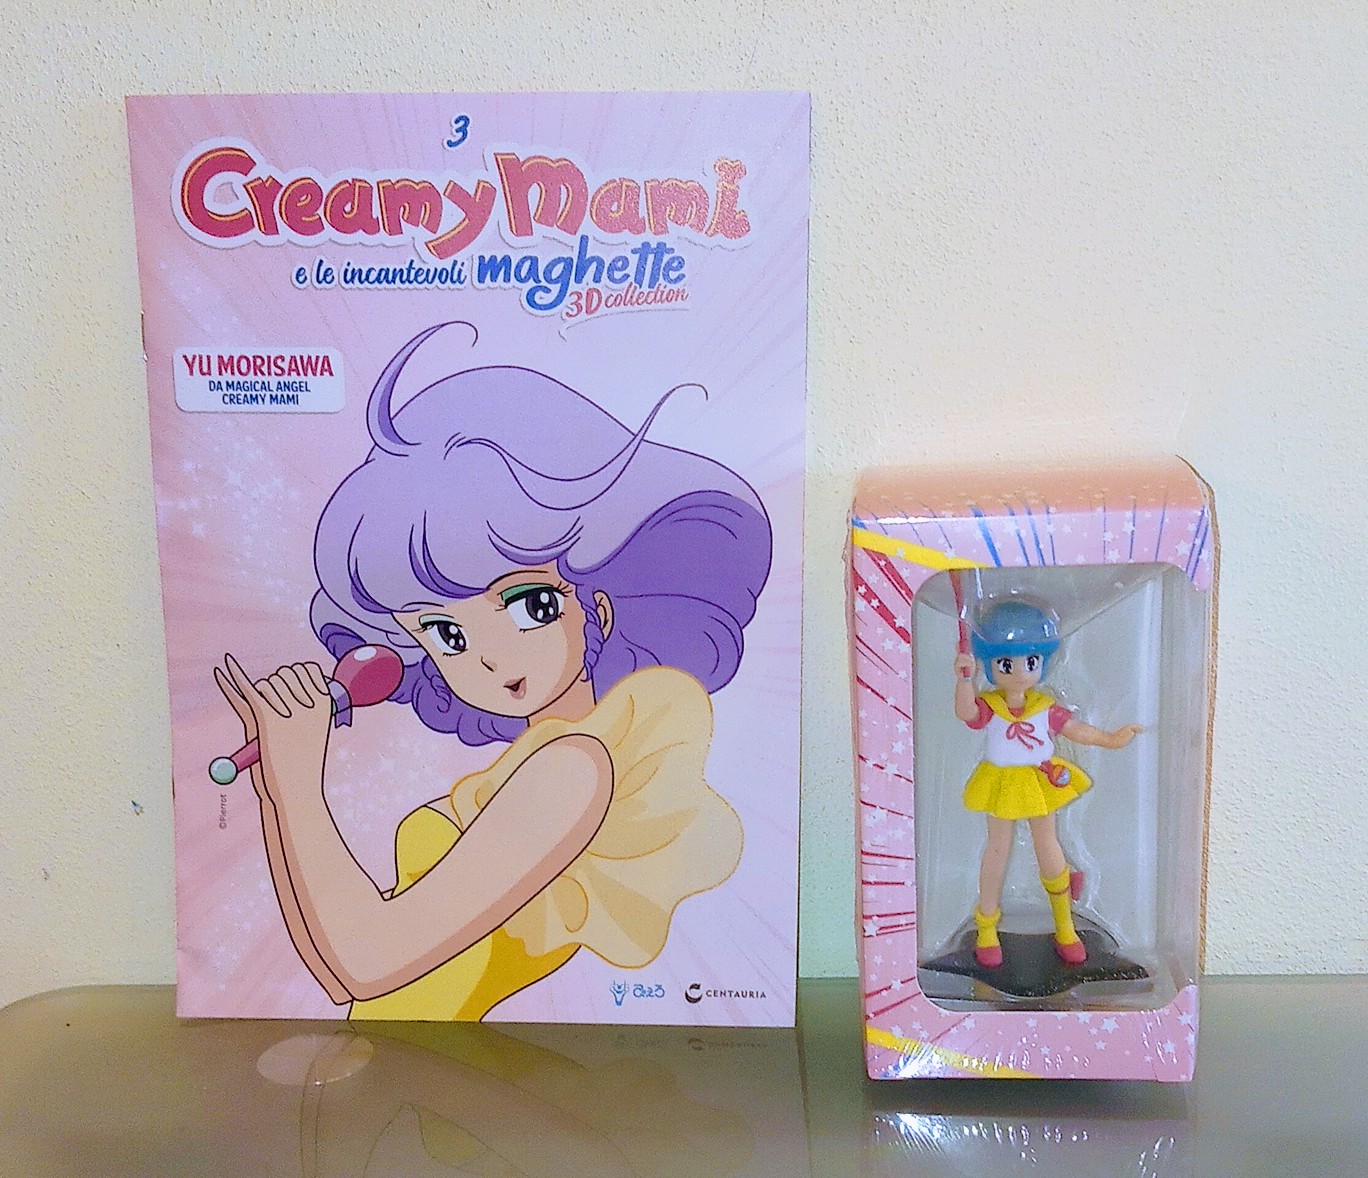 3
Creamy Mami
e le incantevoli maghette
3D collection
YU MORISAWA
DA MAGICAL ANGEL
CREAMY MAMI
©Pierrot
CENTAURIA